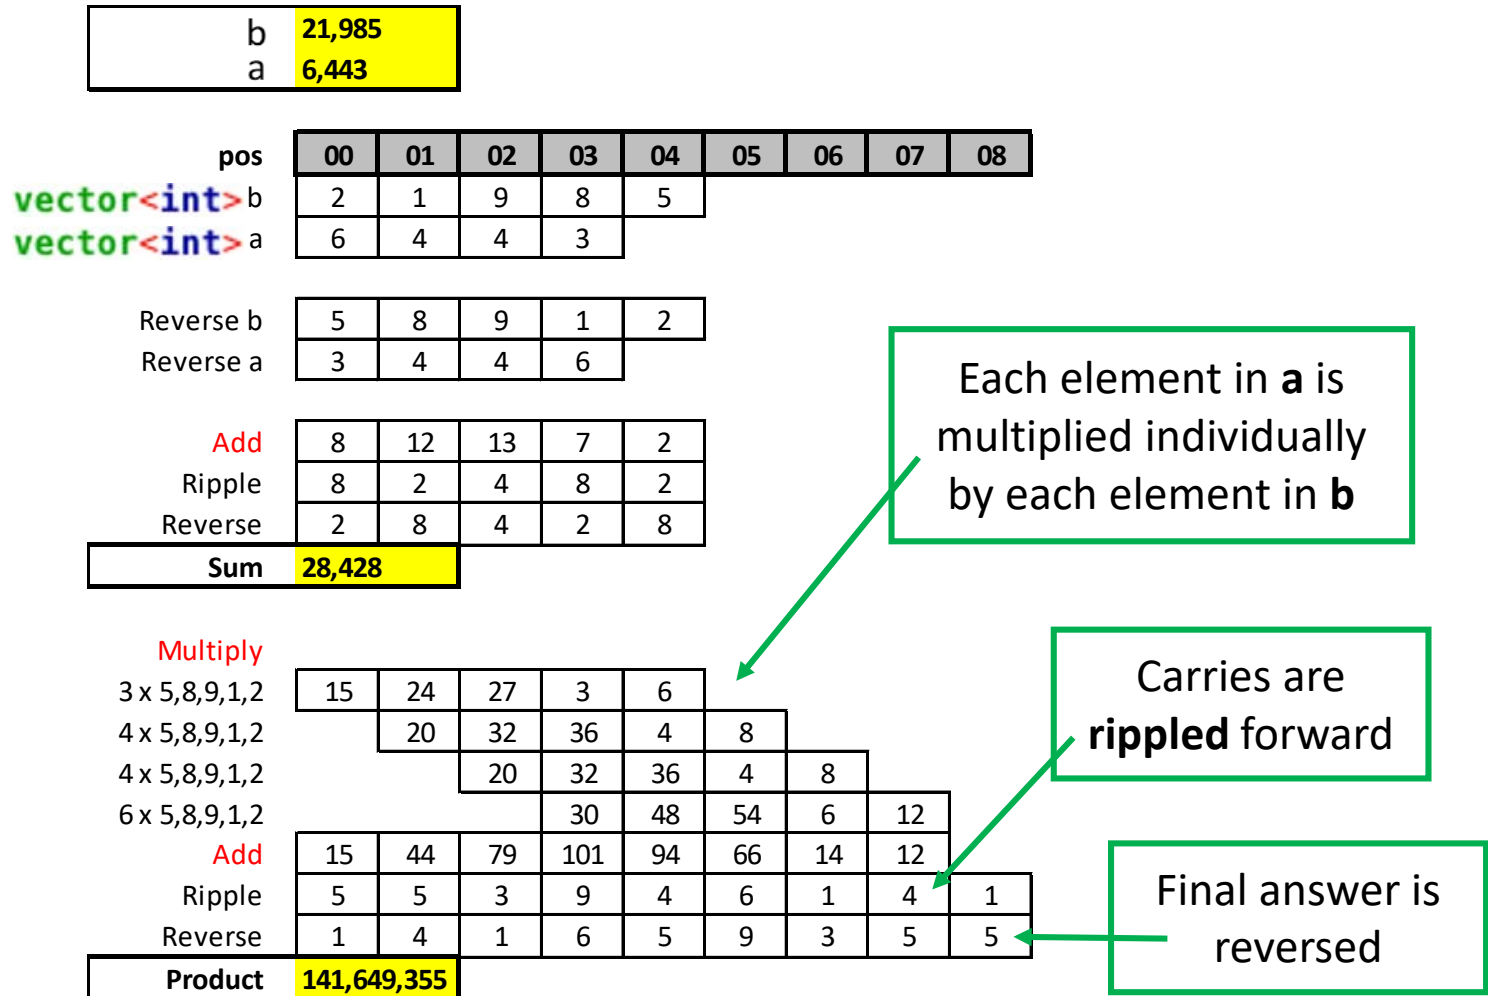 b 21,985
a 6,443
pos 00 01 02 03 04 05 06 07 08
vector<int> b 2 1 9 8 5
vector<int> a 6 4 4 3
Reverse b 5 8 9 1 2
Reverse a 3 4 4 6
Each element in a is
multiplied individually
by each element in b
Add 8 12 13 7 2
Ripple 8 2 4 8 2
Reverse 2 8 4 2 8
Sum 28,428
Multiply
3 x 5,8,9,1,2 15 24 27 3 6
4 x 5,8,9,1,2 20 32 36 4 8
4 x 5,8,9,1,2 20 32 36 4 8
6 x 5,8,9,1,2 30 48 54 6 12
Carries are
rippled forward
Add 15 44 79 101 94 66 14 12
Ripple 5 5 3 9 4 6 1 4 1
Reverse 1 4 1 6 5 9 3 5 5
Final answer is
reversed
Product 141,649,355